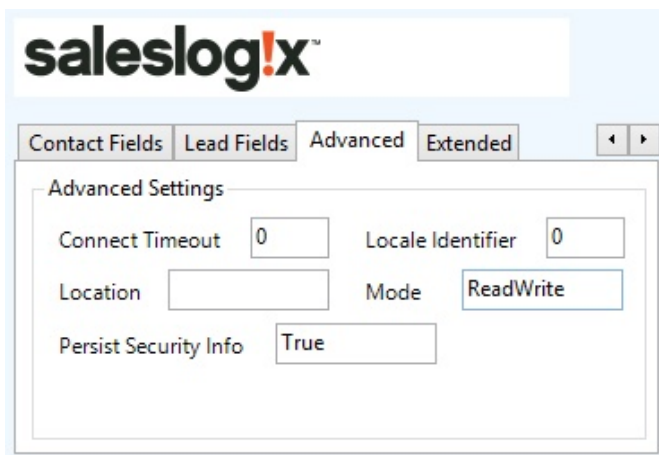 saleslog!x™
Contact Fields Lead Fields Advanced Extended
Advanced Settings
Connect Timeout 0 Locale Identifier 0
Location Mode ReadWrite
Persist Security Info True